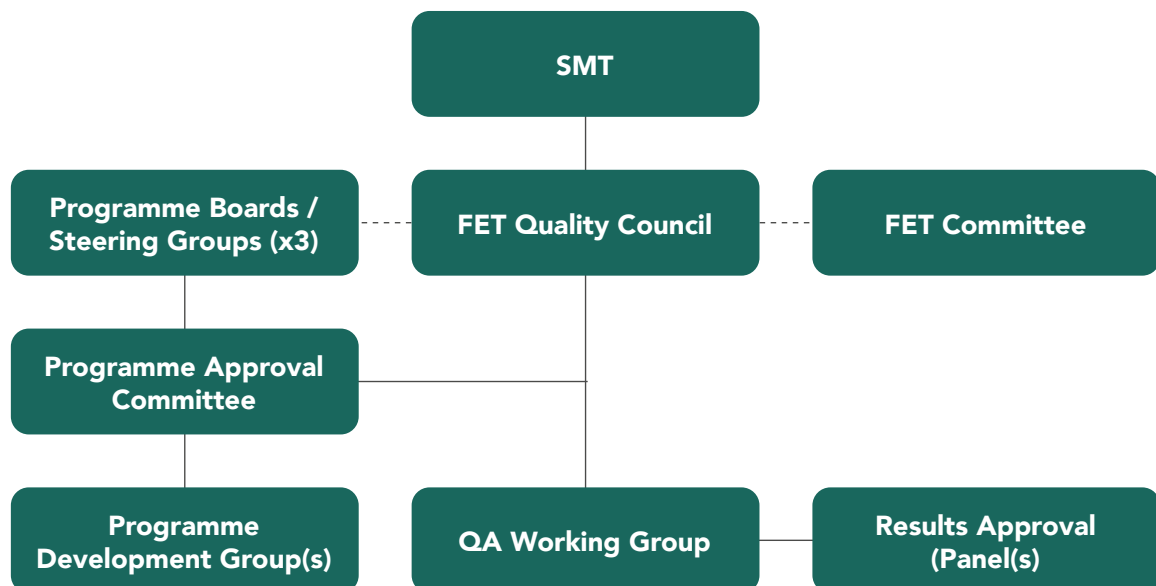 SMT
Programme Boards /
Steering Groups (x3)
FET Quality Council
FET Committee
Programme Approval
Committee
Programme
Development Group(s)
QA Working Group
Results Approval
(Panel(s)